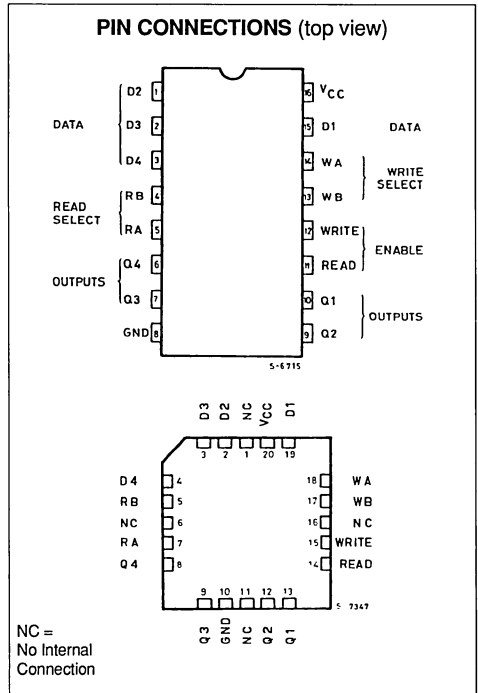 PIN CONNECTIONS (top view)
D2 1 16 VCC
DATA D3 2 15 D1 DATA
D4 3 14 WA
WRITE SELECT
RB 4 13 WB
READ SELECT
RA 5 12 WRITE
ENABLE
Q4 6 11 READ
OUTPUTS
Q3 7 10 Q1
OUTPUTS
GND 8 9 Q2
S-6715
D3 D2 NC VCC D1
3 2 1 20 19
D4 4 18 WA
RB 5 17 WB
NC 6 16 NC
RA 7 15 WRITE
Q4 8 14 READ
9 10 11 12 13
S 7347
Q3 GND NC Q2 Q1
NC =
No Internal
Connection